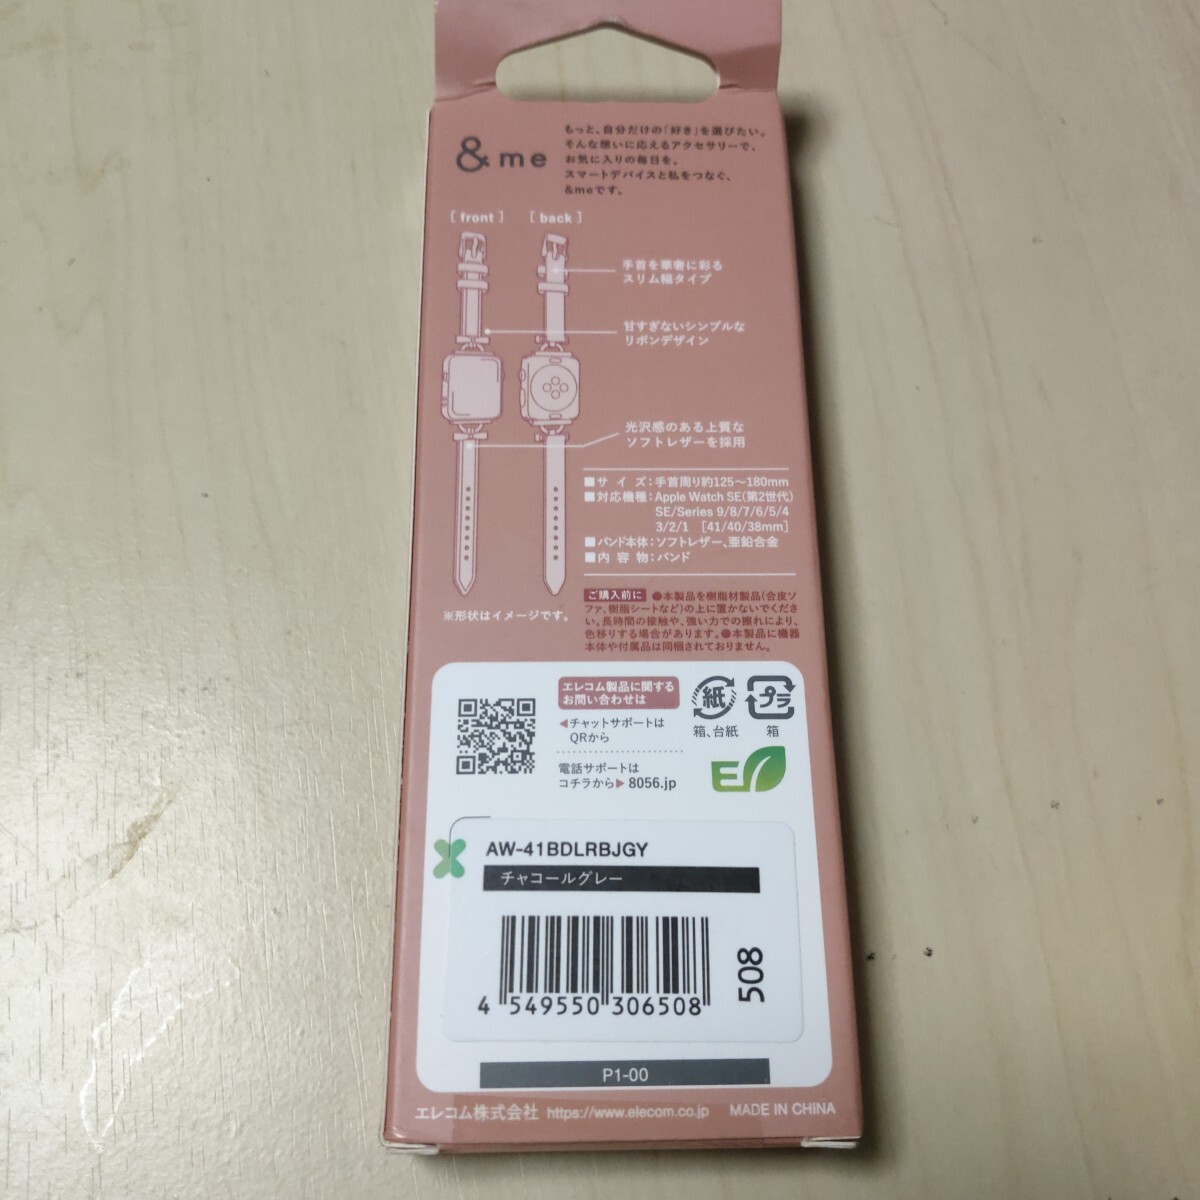 &me
もっと、自分だけの「好き」を選びたい。
そんな想いに応えるアクセサリーで、
お気に入りの毎日を。
スマートデバイスと私をつなぐ、
&meです。
[ front ] [ back ]
手首を華奢に彩る
スリム幅タイプ
甘すぎないシンプルな
リボンデザイン
光沢感のある上質な
ソフトレザーを採用
■サイズ：手首周り約125〜180mm
■対応機種：Apple Watch SE(第2世代)
SE/Series 9/8/7/6/5/4
3/2/1 [41/40/38mm]
■バンド本体：ソフトレザー、亜鉛合金
■内容物：バンド
※形状はイメージです。
ご購入前に ●本製品を樹脂材製品(合皮ソ
ファ、樹脂シートなど)の上に置かないでくださ
い。長時間の接触や、強い力での擦れにより、
色移りする場合があります。●本製品に機器
本体や付属品は同梱されておりません。
エレコム製品に関する
お問い合わせは
◀チャットサポートは
QRから
電話サポートは
コチラから▶ 8056.jp
紙
箱、台紙
プラ
箱
E
AW-41BDLRBJGY
チャコールグレー
4 549550 306508
508
P1-00
エレコム株式会社 https://www.elecom.co.jp MADE IN CHINA